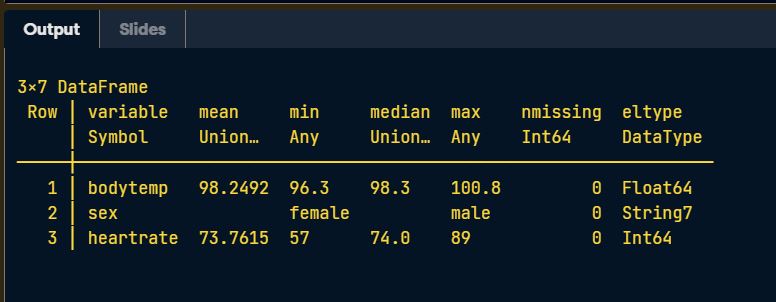 Output Slides
3×7 DataFrame
Row │ variable mean min median max nmissing eltype
│ Symbol Union… Any Union… Any Int64 DataType
1 │ bodytemp 98.2492 96.3 98.3 100.8 0 Float64
2 │ sex female male 0 String7
3 │ heartrate 73.7615 57 74.0 89 0 Int64